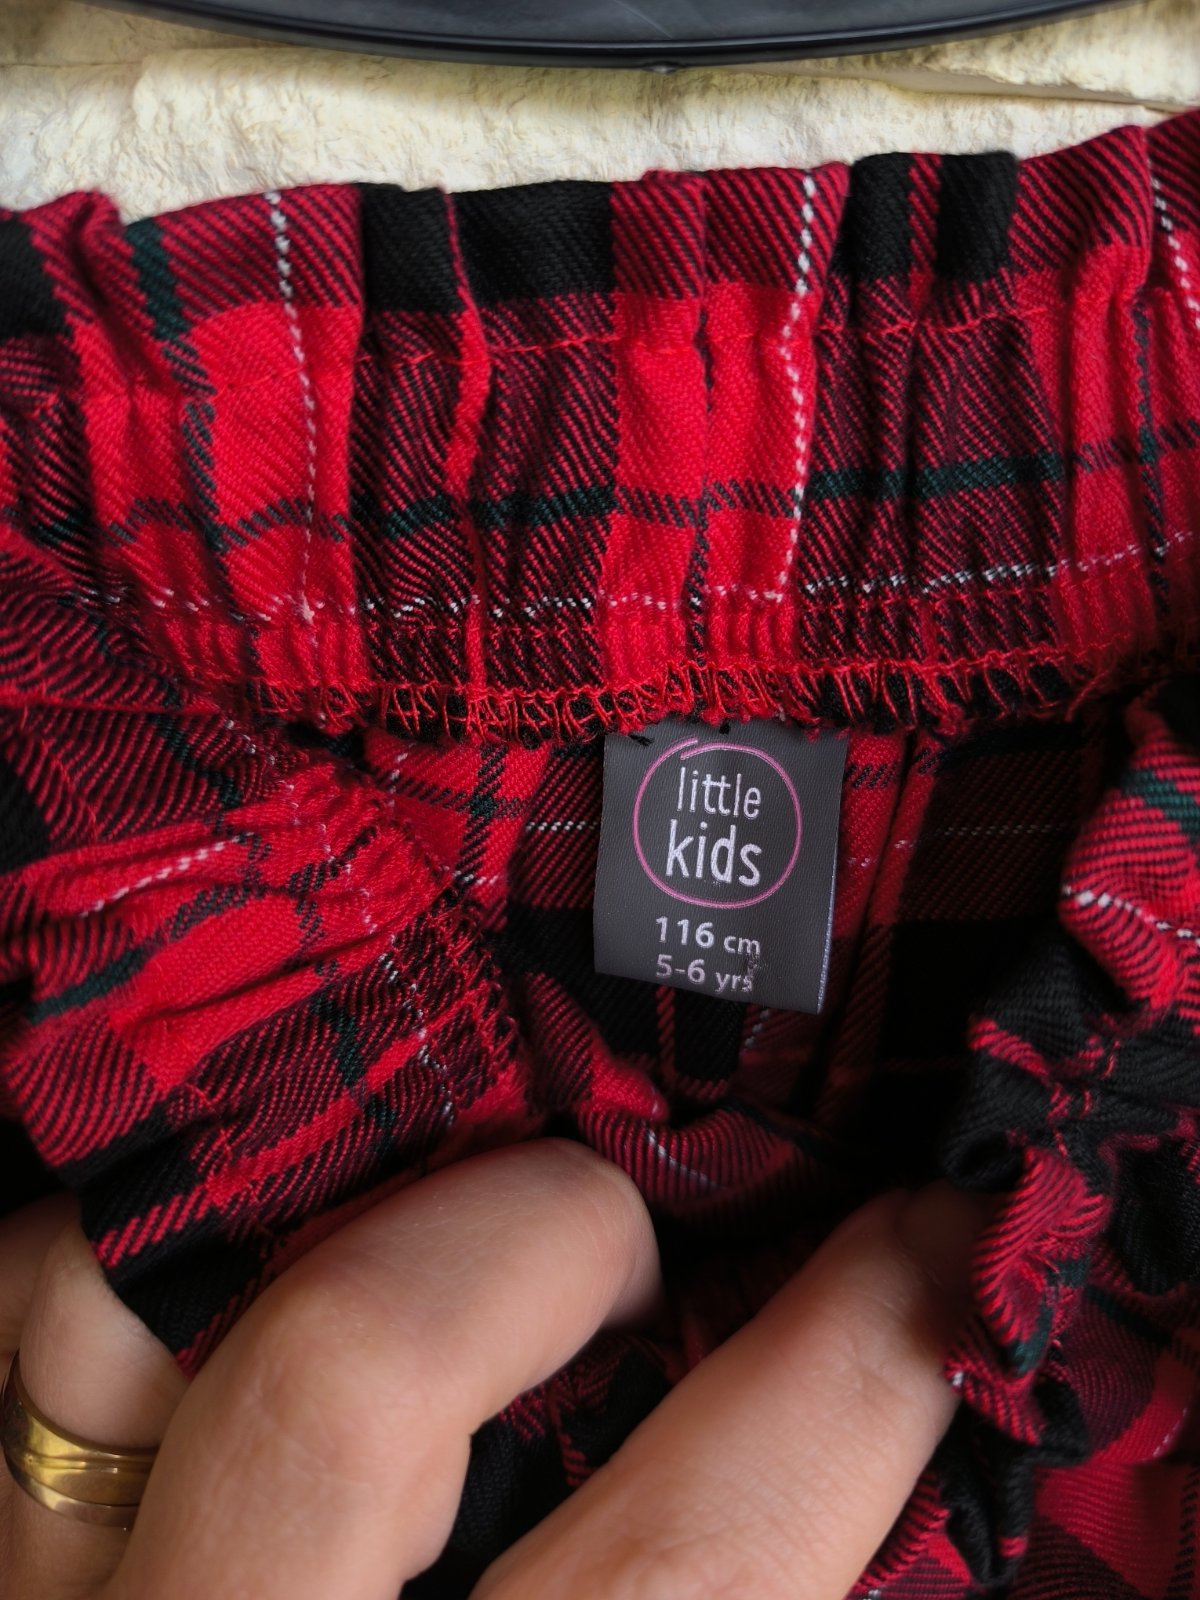 little
kids
116 cm
5-6 yrs